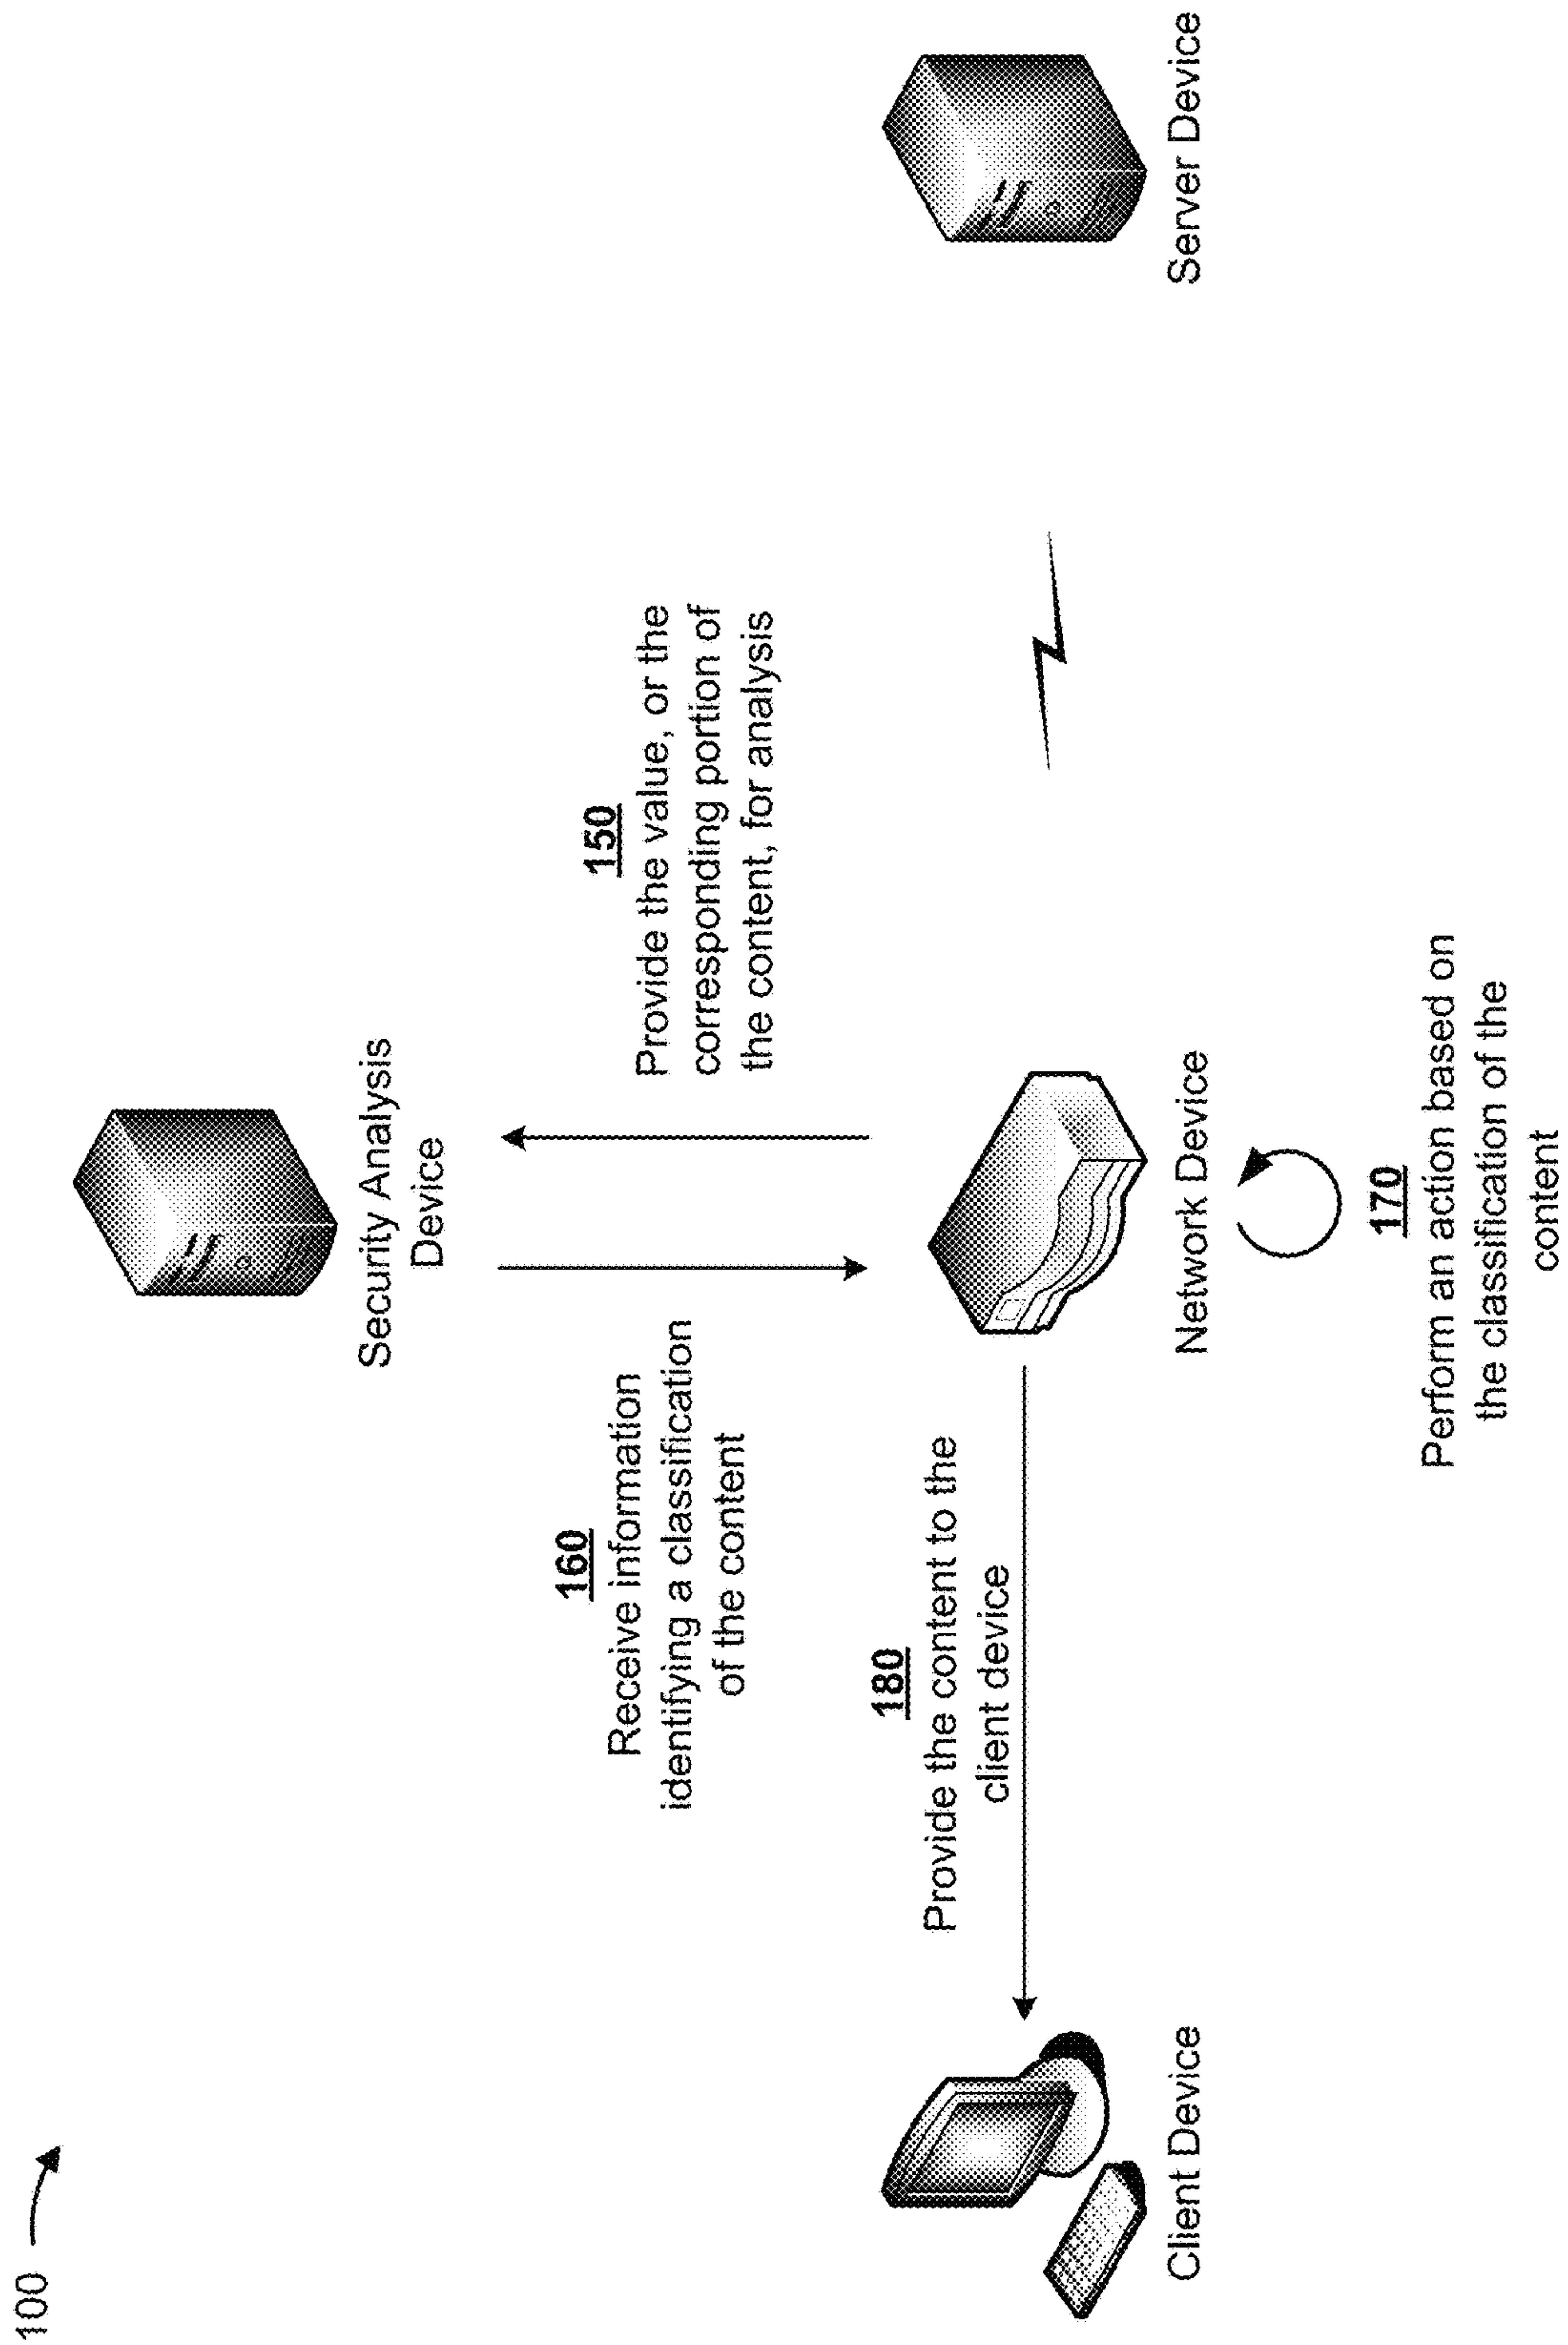 100
Security Analysis
Device
160
Receive information
identifying a classification
of the content
150
Provide the value, or the
corresponding portion of
the content, for analysis
180
Provide the content to the
client device
Client Device
Network Device
Server Device
170
Perform an action based on
the classification of the
content